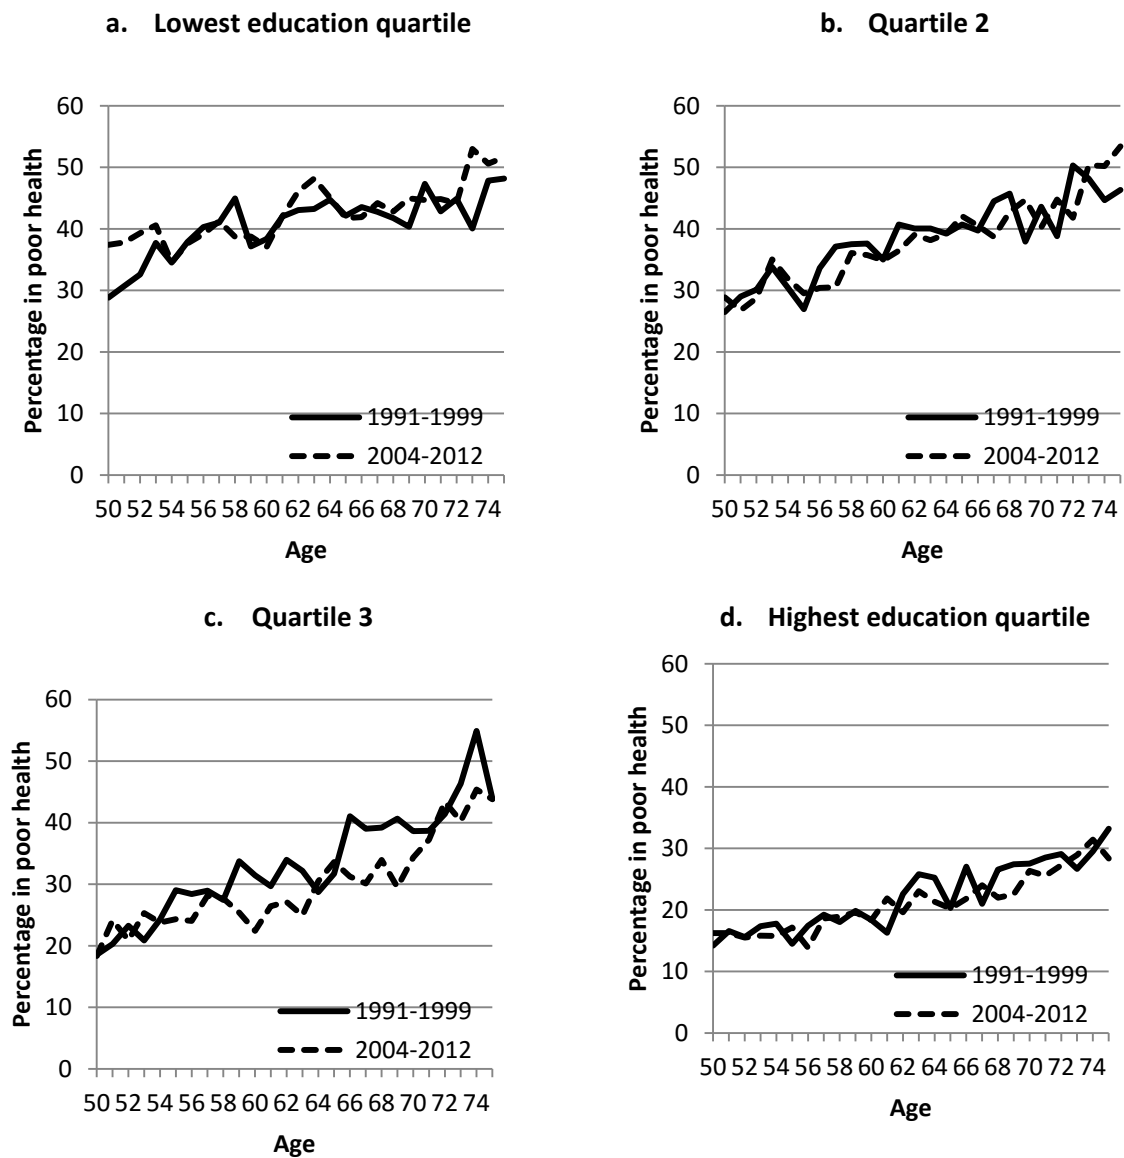 a. Lowest education quartile
Percentage in poor health
60
50
40
30
20
10
0
1991-1999
2004-2012
50 52 54 56 58 60 62 64 66 68 70 72 74
Age
b. Quartile 2
Percentage in poor health
60
50
40
30
20
10
0
1991-1999
2004-2012
50 52 54 56 58 60 62 64 66 68 70 72 74
Age
c. Quartile 3
Percentage in poor health
60
50
40
30
20
10
0
1991-1999
2004-2012
50 52 54 56 58 60 62 64 66 68 70 72 74
Age
d. Highest education quartile
Percentage in poor health
60
50
40
30
20
10
0
1991-1999
2004-2012
50 52 54 56 58 60 62 64 66 68 70 72 74
Age